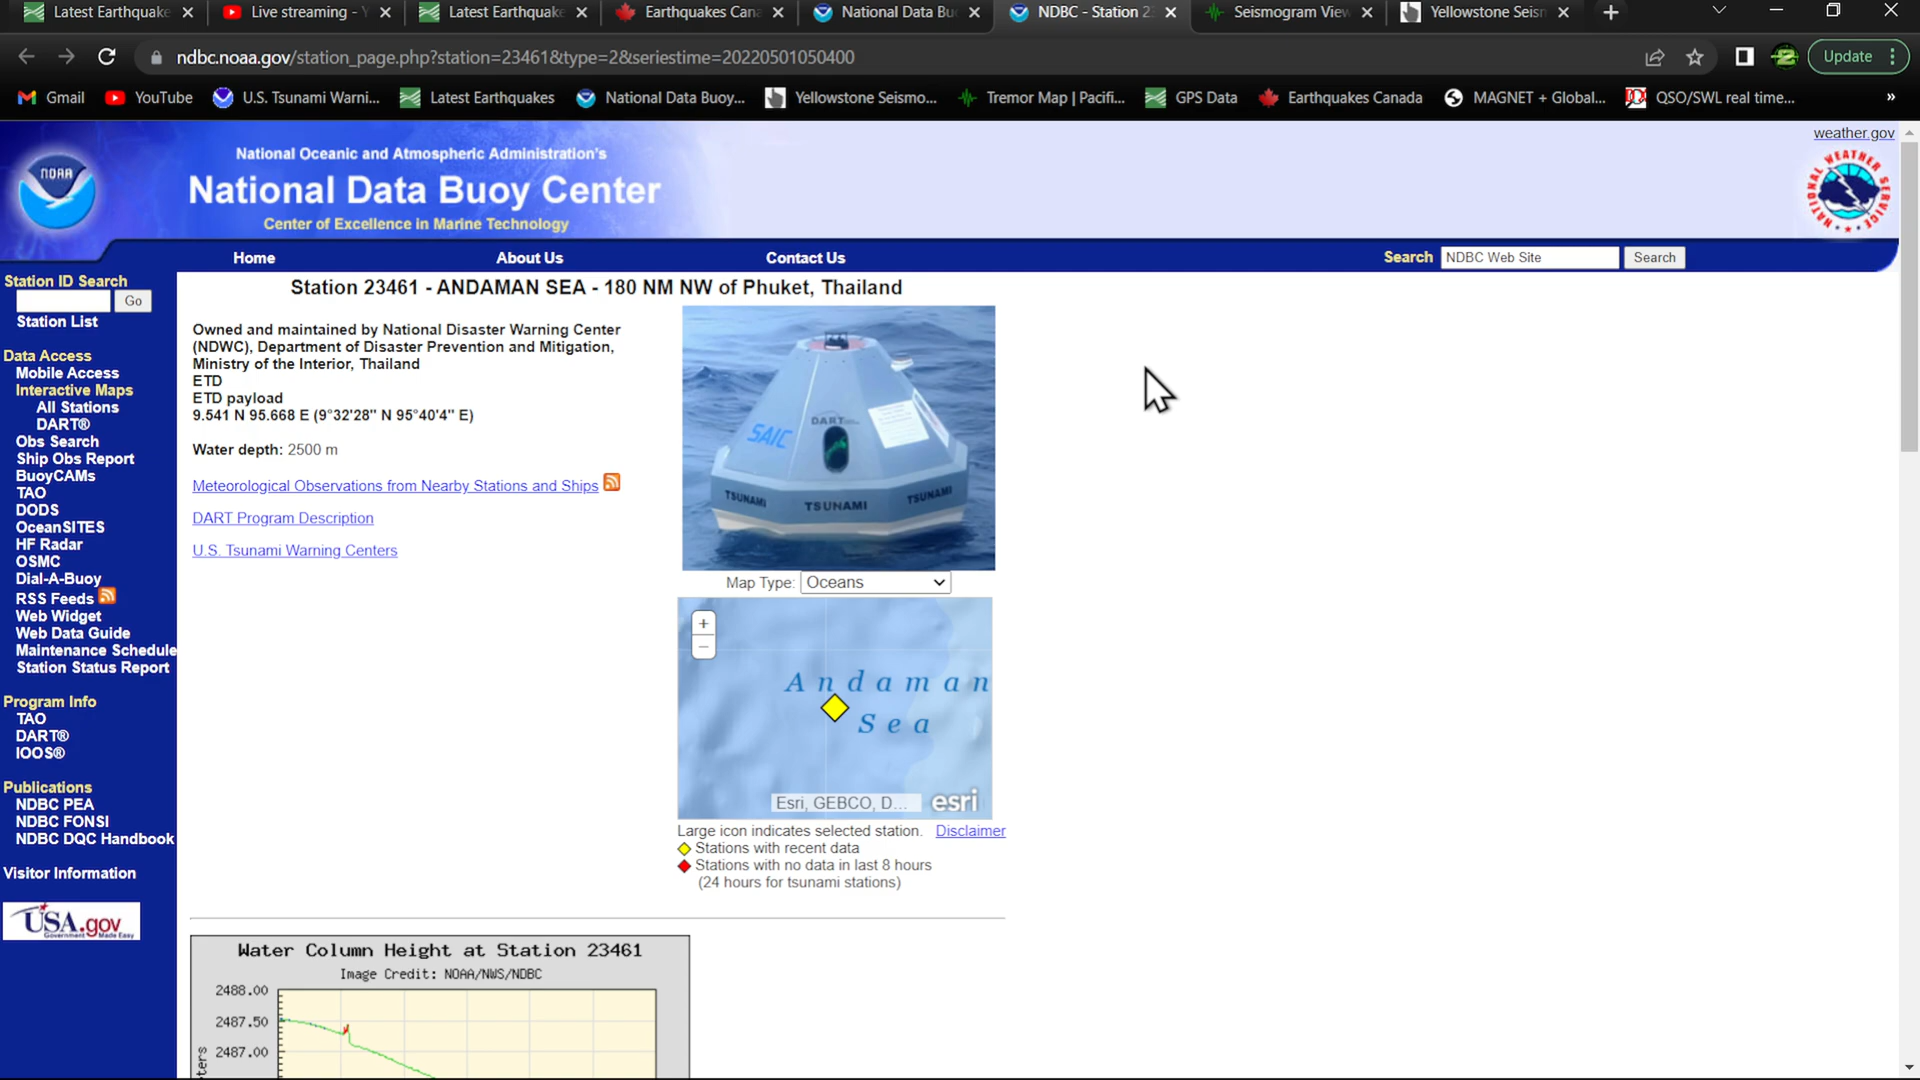 Latest Earthquake
Live streaming - Y
Latest Earthquake
Earthquakes Can
National Data Bu
NDBC - Station 2
Seismogram View
Yellowstone Seis
ndbc.noaa.gov/station_page.php?station=23461&type=2&seriestime=20220501050400
Update
Gmail
YouTube
U.S. Tsunami Warni...
Latest Earthquakes
National Data Buoy...
Yellowstone Seismo...
Tremor Map | Pacifi...
GPS Data
Earthquakes Canada
MAGNET + Global...
QSO/SWL real time...
»
weather.gov
NOAA
National Oceanic and Atmospheric Administration's
National Data Buoy Center
Center of Excellence in Marine Technology
NATIONAL WEATHER SERVICE
Home
About Us
Contact Us
Search
NDBC Web Site
Search
Station ID Search
Go
Station List
Data Access
Mobile Access
Interactive Maps
All Stations
DART®
Obs Search
Ship Obs Report
BuoyCAMs
TAO
DODS
OceanSITES
HF Radar
OSMC
Dial-A-Buoy
RSS Feeds
Web Widget
Web Data Guide
Maintenance Schedule
Station Status Report
Program Info
TAO
DART®
IOOS®
Publications
NDBC PEA
NDBC FONSI
NDBC DQC Handbook
Visitor Information
USA.gov
Government Made Easy
Station 23461 - ANDAMAN SEA - 180 NM NW of Phuket, Thailand
Owned and maintained by National Disaster Warning Center
(NDWC), Department of Disaster Prevention and Mitigation,
Ministry of the Interior, Thailand
ETD
ETD payload
9.541 N 95.668 E (9°32'28" N 95°40'4" E)
Water depth: 2500 m
Meteorological Observations from Nearby Stations and Ships
DART Program Description
U.S. Tsunami Warning Centers
DART
SAIC
TSUNAMI
TSUNAMI
TSUNAMI
Map Type: Oceans
+
−
Andaman
Sea
Esri, GEBCO, D...
esri
Large icon indicates selected station. Disclaimer
Stations with recent data
Stations with no data in last 8 hours
(24 hours for tsunami stations)
Water Column Height at Station 23461
Image Credit: NOAA/NWS/NDBC
2488.00
2487.50
2487.00